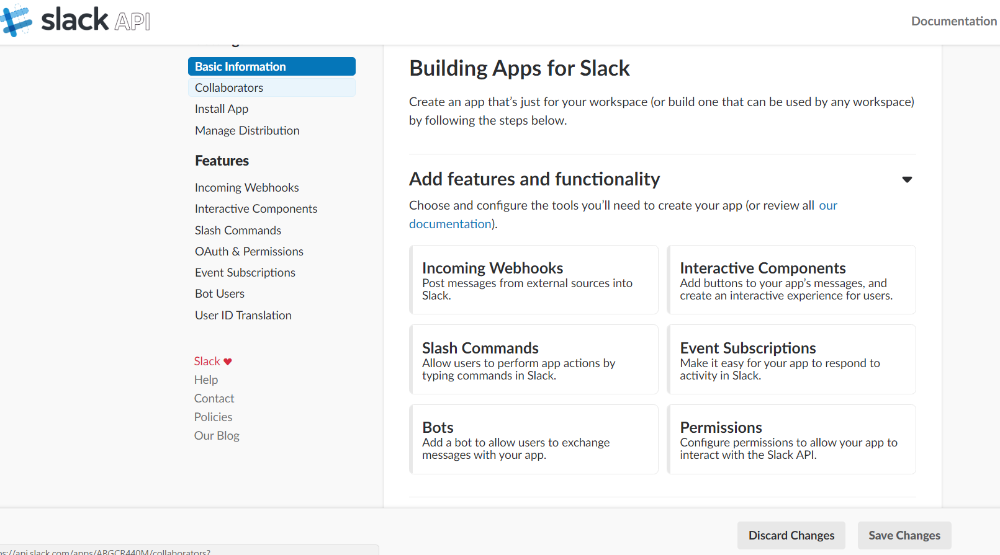 slack API
Documentation
Basic Information
Collaborators
Install App
Manage Distribution
Features
Incoming Webhooks
Interactive Components
Slash Commands
OAuth & Permissions
Event Subscriptions
Bot Users
User ID Translation
Slack ♥
Help
Contact
Policies
Our Blog
Building Apps for Slack
Create an app that’s just for your workspace (or build one that can be used by any workspace)
by following the steps below.
Add features and functionality
Choose and configure the tools you’ll need to create your app (or review all our
documentation).
Incoming Webhooks
Post messages from external sources into
Slack.
Interactive Components
Add buttons to your app’s messages, and
create an interactive experience for users.
Slash Commands
Allow users to perform app actions by
typing commands in Slack.
Event Subscriptions
Make it easy for your app to respond to
activity in Slack.
Bots
Add a bot to allow users to exchange
messages with your app.
Permissions
Configure permissions to allow your app to
interact with the Slack API.
Discard Changes
Save Changes